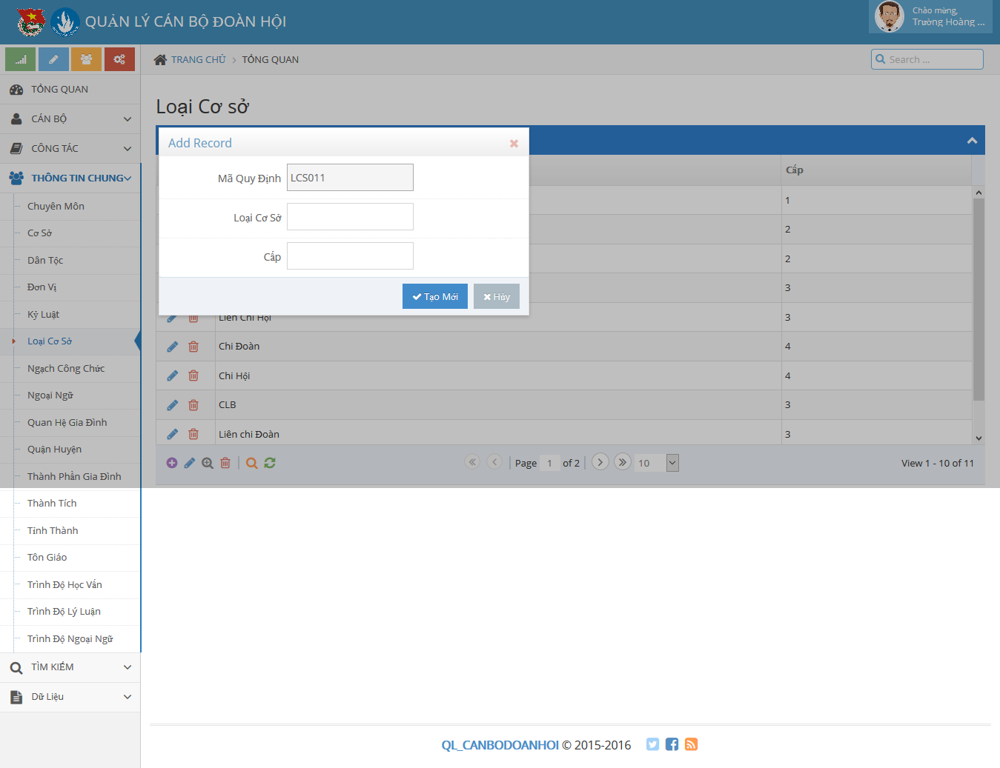 QUẢN LÝ CÁN BỘ ĐOÀN HỘI
Chào mừng,
Trường Hoàng ...
TRANG CHỦ > TỔNG QUAN
Search ...
TỔNG QUAN
CÁN BỘ
CÔNG TÁC
THÔNG TIN CHUNG
Chuyên Môn
Cơ Sở
Dân Tộc
Đơn Vị
Kỷ Luật
Loại Cơ Sở
Ngạch Công Chức
Ngoại Ngữ
Quan Hệ Gia Đình
Quận Huyện
Thành Phần Gia Đình
Thành Tích
Tỉnh Thành
Tôn Giáo
Trình Độ Học Vấn
Trình Độ Lý Luận
Trình Độ Ngoại Ngữ
TÌM KIẾM
Dữ Liệu
Loại Cơ sở
Add Record
Mã Quy Định LCS011
Loại Cơ Sở
Cấp
Tạo Mới Hủy
Cấp
1
2
2
3
Liên Chi Hội 3
Chi Đoàn 4
Chi Hội 4
CLB 3
Liên chi Đoàn 3
Page 1 of 2 10 View 1 - 10 of 11
QL_CANBODOANHOI © 2015-2016